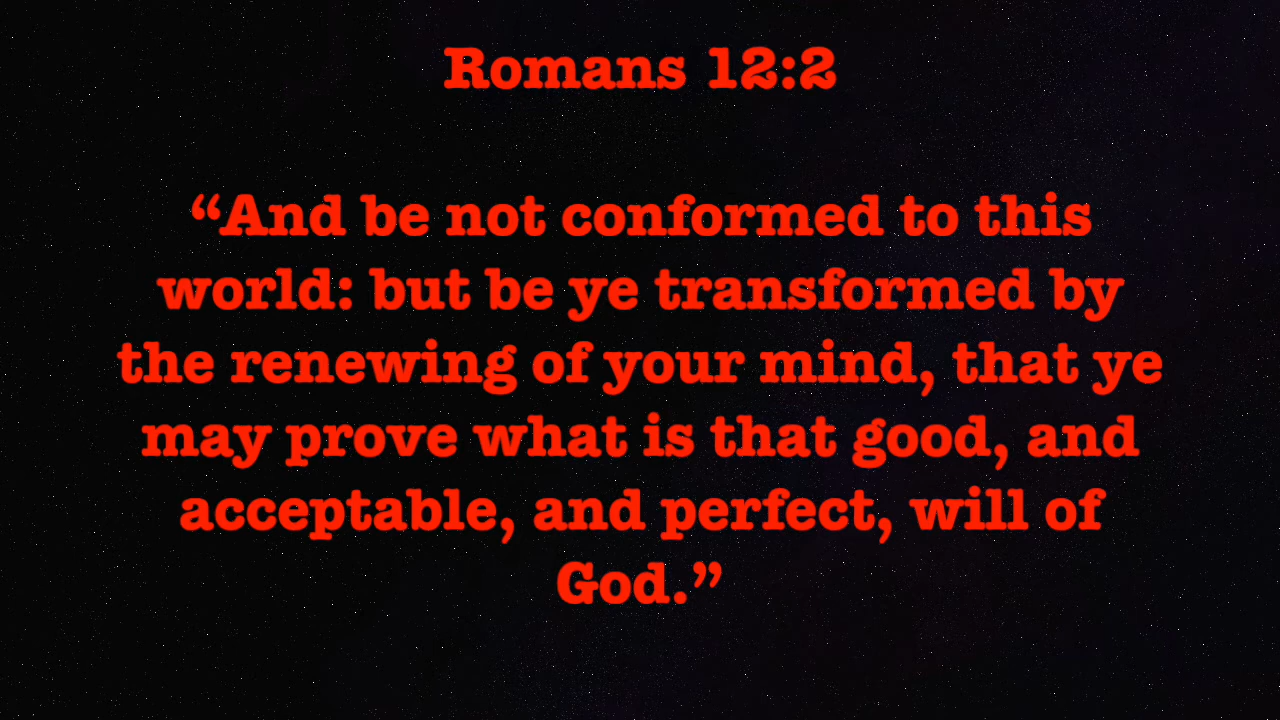 Romans 12:2
“And be not conformed to this
world: but be ye transformed by
the renewing of your mind, that ye
may prove what is that good, and
acceptable, and perfect, will of
God.”